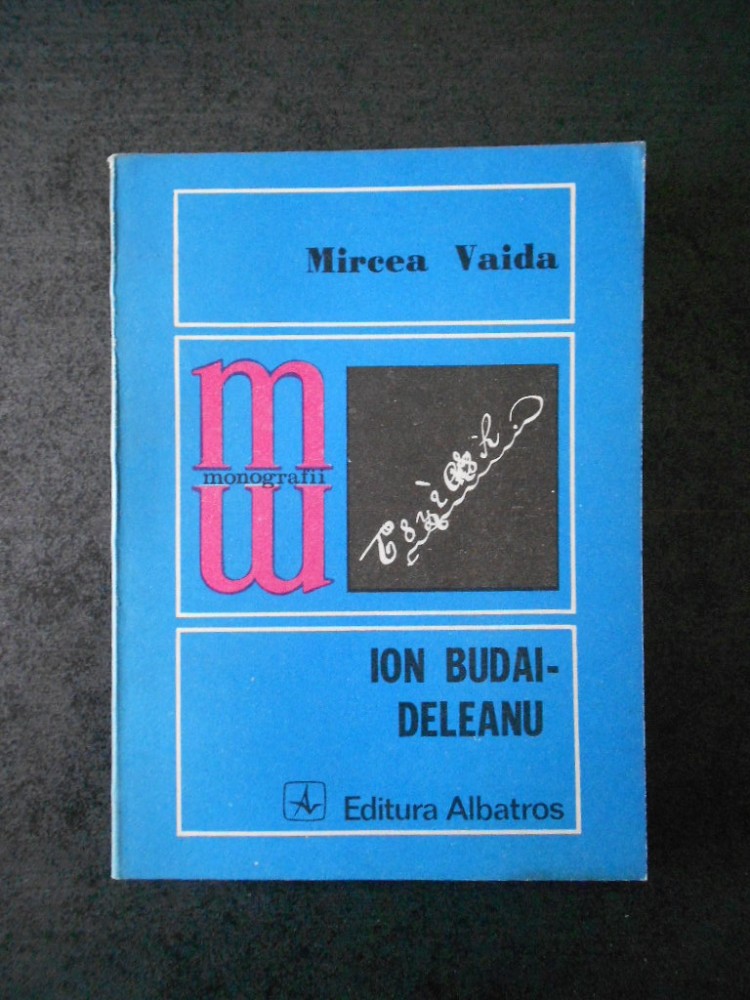 Mircea Vaida
m
monografii
ION BUDAI-
DELEANU
Editura Albatros